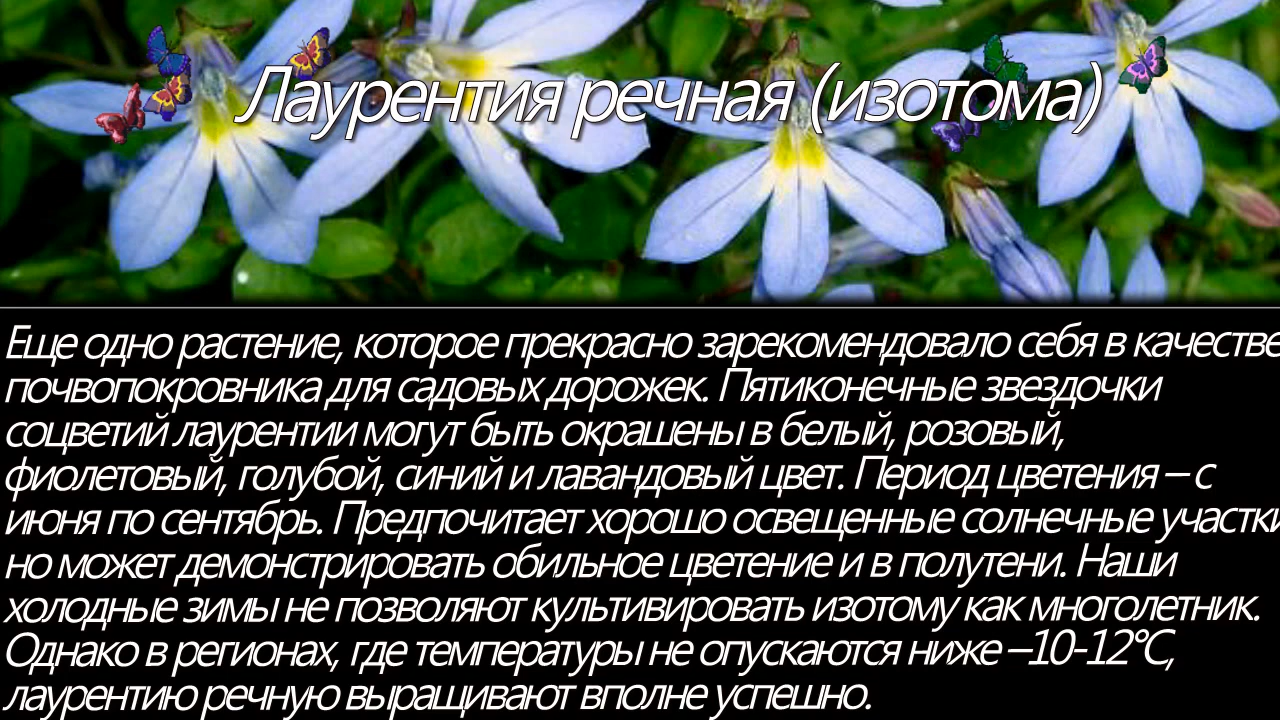 Лаурентия речная (изотома)
Еще одно растение, которое прекрасно зарекомендовало себя в качестве
почвопокровника для садовых дорожек. Пятиконечные звездочки
соцветий лаурентии могут быть окрашены в белый, розовый,
фиолетовый, голубой, синий и лавандовый цвет. Период цветения – с
июня по сентябрь. Предпочитает хорошо освещенные солнечные участки
но может демонстрировать обильное цветение и в полутени. Наши
холодные зимы не позволяют культивировать изотому как многолетник.
Однако в регионах, где температуры не опускаются ниже –10-12°С,
лаурентию речную выращивают вполне успешно.